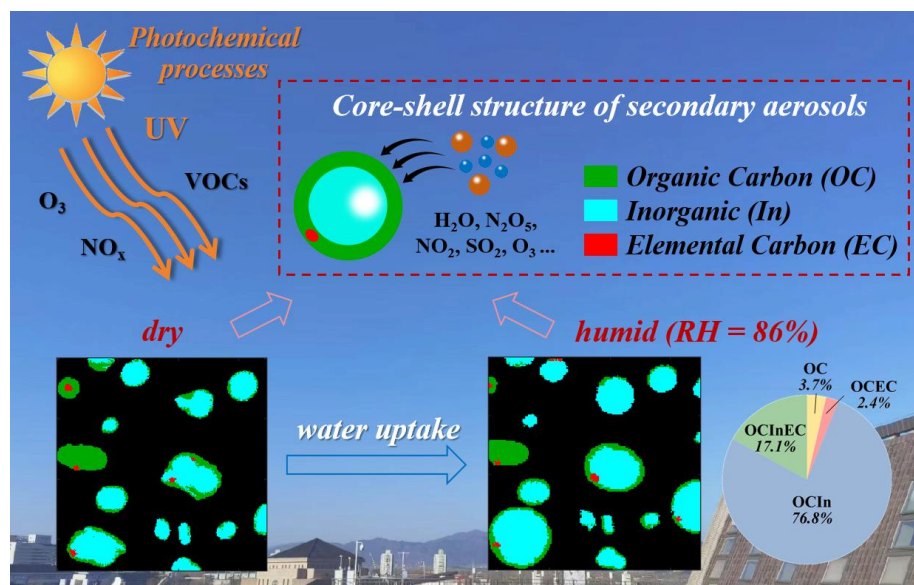 Photochemical
processes
UV
VOCs
O₃
NOₓ
Core-shell structure of secondary aerosols
H₂O, N₂O₅,
NO₂, SO₂, O₃ ...
Organic Carbon (OC)
Inorganic (In)
Elemental Carbon (EC)
dry
humid (RH = 86%)
water uptake
OC
3.7%
OCEC
2.4%
OCInEC
17.1%
OCIn
76.8%